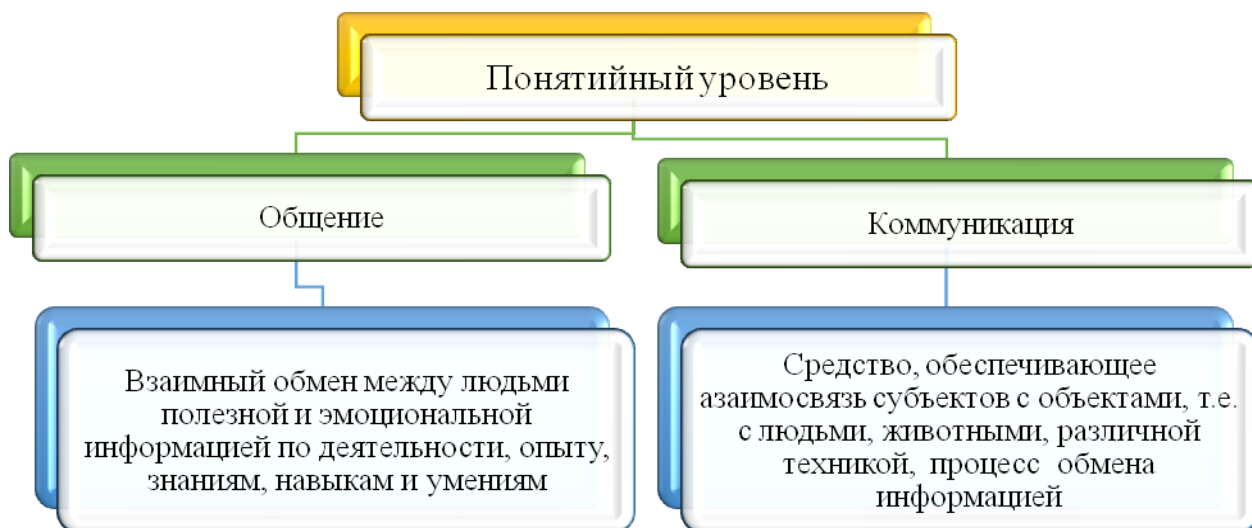 Понятийный уровень
Общение
Коммуникация
Взаимный обмен между людьми
полезной и эмоциональной
информацией по деятельности, опыту,
знаниям, навыкам и умениям
Средство, обеспечивающее
азаимосвязь субъектов с объектами, т.е.
с людьми, животными, различной
техникой, процесс обмена
информацией